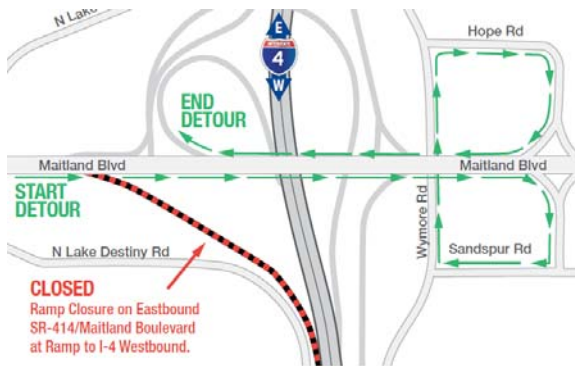 N Lake
E
INTERSTATE
4
W
Hope Rd
END
DETOUR
Maitland Blvd
Maitland Blvd
START
DETOUR
Wymore Rd
N Lake Destiny Rd
Sandspur Rd
CLOSED
Ramp Closure on Eastbound
SR-414/Maitland Boulevard
at Ramp to I-4 Westbound.